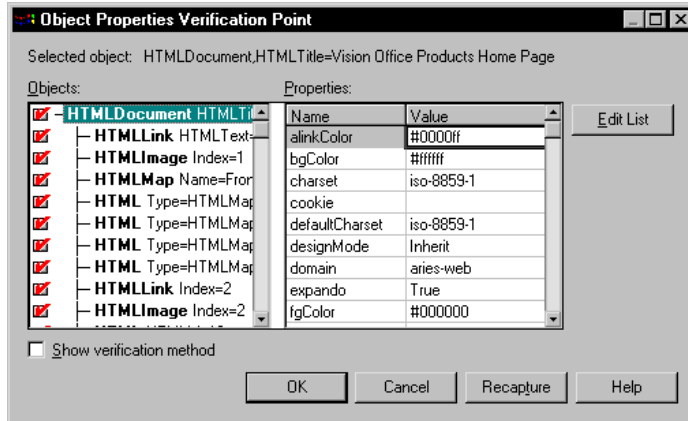 Object Properties Verification Point
Selected object: HTMLDocument,HTMLTitle=Vision Office Products Home Page
Objects:
Properties:
HTMLDocument HTMLTi
HTMLLink HTMLText=
HTMLImage Index=1
HTMLMap Name=Fron
HTML Type=HTMLMap
HTML Type=HTMLMap
HTML Type=HTMLMap
HTMLLink Index=2
HTMLImage Index=2
Name Value
alinkColor #0000ff
bgColor #ffffff
charset iso-8859-1
cookie
defaultCharset iso-8859-1
designMode Inherit
domain aries-web
expando True
fgColor #000000
Edit List
Show verification method
OK Cancel Recapture Help